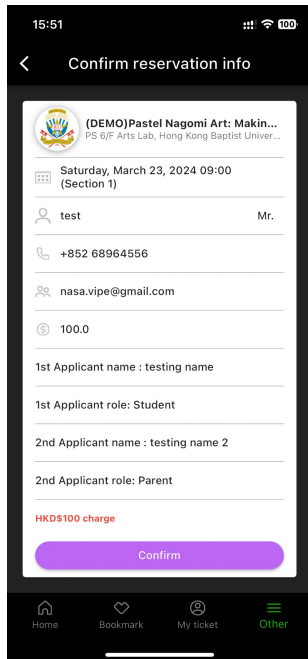 15:51
100
Confirm reservation info
(DEMO)Pastel Nagomi Art: Makin...
PS 6/F Arts Lab, Hong Kong Baptist Univer...
Saturday, March 23, 2024 09:00
(Section 1)
test Mr.
+852 68964556
nasa.vipe@gmail.com
100.0
1st Applicant name : testing name
1st Applicant role: Student
2nd Applicant name : testing name 2
2nd Applicant role: Parent
HKD$100 charge
Confirm
Home Bookmark My ticket Other